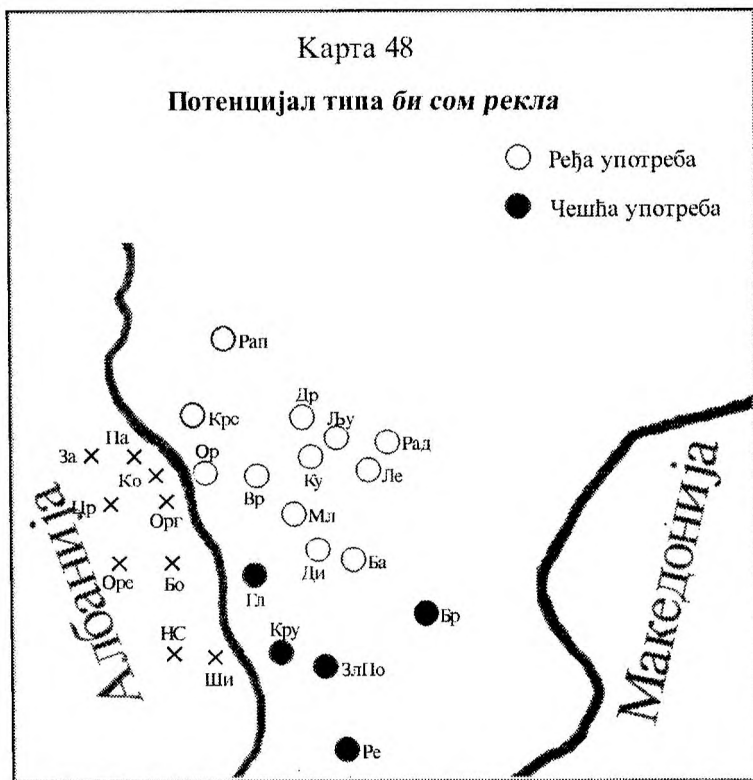 Карта 48
Потенцијал типа би сом рекла
Ређа употреба
Чешћа употреба
Рап
Крс
Др
Љу
Рад
Па
За
Ор
Ко
Вр
Ку
Ле
Цр
Орг
Мл
Орс
Бо
Гл
Ди
Ба
НС
Ши
Кру
Бр
ЗлПо
Ре
Албанија
Македонија